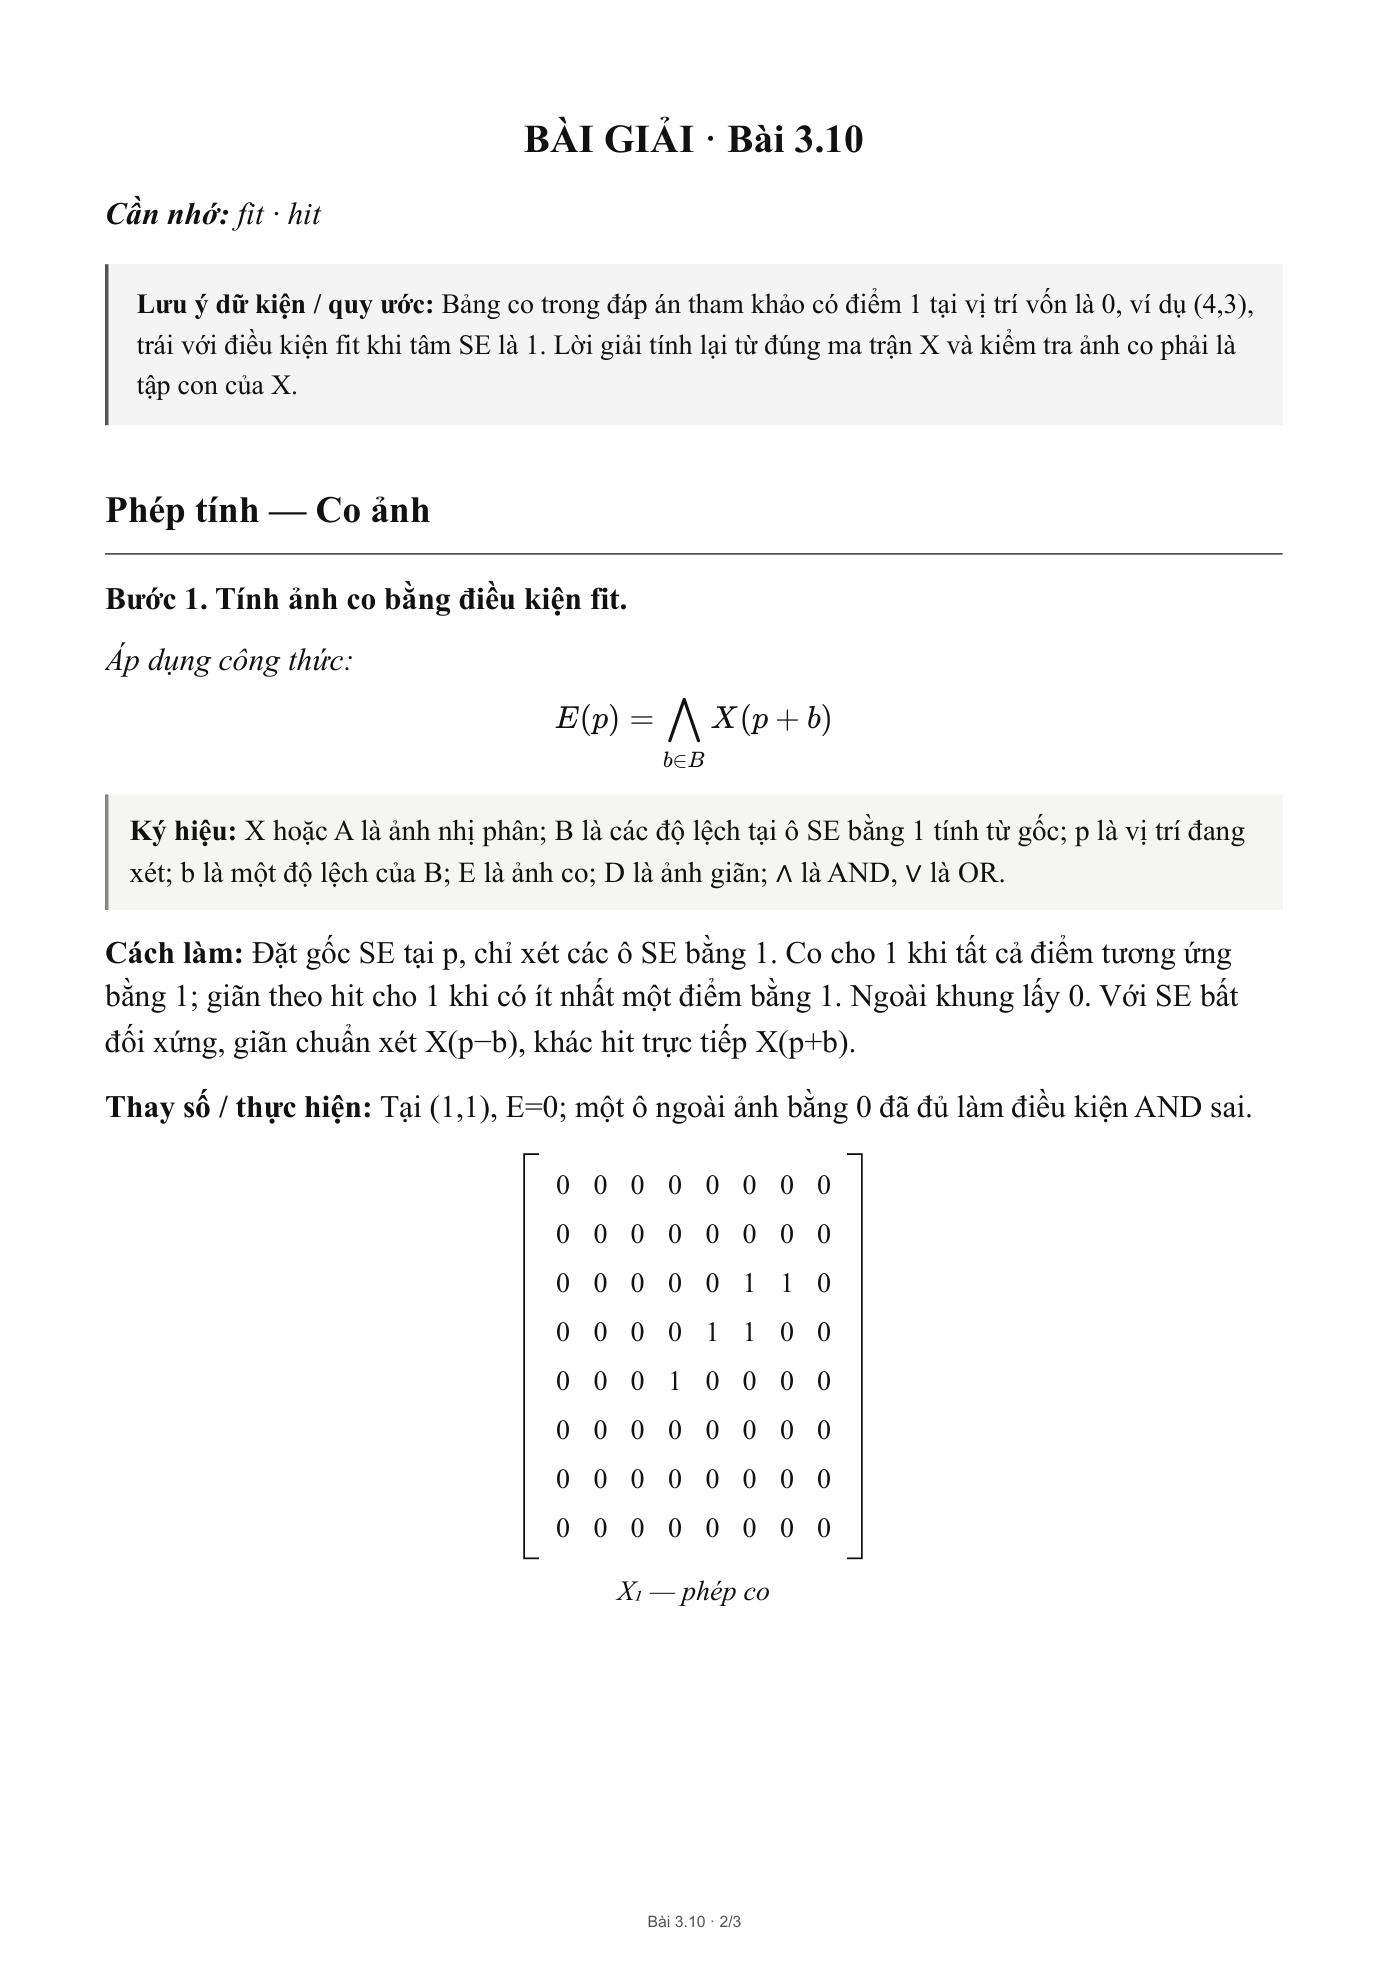 BÀI GIẢI · Bài 3.10
Cần nhớ: fit · hit
Lưu ý dữ kiện / quy ước: Bảng co trong đáp án tham khảo có điểm 1 tại vị trí vốn là 0, ví dụ (4,3),
trái với điều kiện fit khi tâm SE là 1. Lời giải tính lại từ đúng ma trận X và kiểm tra ảnh co phải là
tập con của X.
Phép tính — Co ảnh
Bước 1. Tính ảnh co bằng điều kiện fit.
Áp dụng công thức:
E(p) = ⋀ X(p + b)
b∈B
Ký hiệu: X hoặc A là ảnh nhị phân; B là các độ lệch tại ô SE bằng 1 tính từ gốc; p là vị trí đang
xét; b là một độ lệch của B; E là ảnh co; D là ảnh giãn; ∧ là AND, ∨ là OR.
Cách làm: Đặt gốc SE tại p, chỉ xét các ô SE bằng 1. Co cho 1 khi tất cả điểm tương ứng
bằng 1; giãn theo hit cho 1 khi có ít nhất một điểm bằng 1. Ngoài khung lấy 0. Với SE bất
đối xứng, giãn chuẩn xét X(p−b), khác hit trực tiếp X(p+b).
Thay số / thực hiện: Tại (1,1), E=0; một ô ngoài ảnh bằng 0 đã đủ làm điều kiện AND sai.
0 0 0 0 0 0 0 0
0 0 0 0 0 0 0 0
0 0 0 0 0 1 1 0
0 0 0 0 1 1 0 0
0 0 0 1 0 0 0 0
0 0 0 0 0 0 0 0
0 0 0 0 0 0 0 0
0 0 0 0 0 0 0 0
X₁ — phép co
Bài 3.10 · 2/3